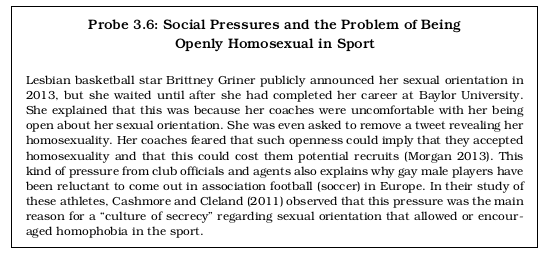 Probe 3.6: Social Pressures and the Problem of Being
Openly Homosexual in Sport
Lesbian basketball star Brittney Griner publicly announced her sexual orientation in
2013, but she waited until after she had completed her career at Baylor University.
She explained that this was because her coaches were uncomfortable with her being
open about her sexual orientation. She was even asked to remove a tweet revealing her
homosexuality. Her coaches feared that such openness could imply that they accepted
homosexuality and that this could cost them potential recruits (Morgan 2013). This
kind of pressure from club officials and agents also explains why gay male players have
been reluctant to come out in association football (soccer) in Europe. In their study of
these athletes, Cashmore and Cleland (2011) observed that this pressure was the main
reason for a “culture of secrecy” regarding sexual orientation that allowed or encour-
aged homophobia in the sport.